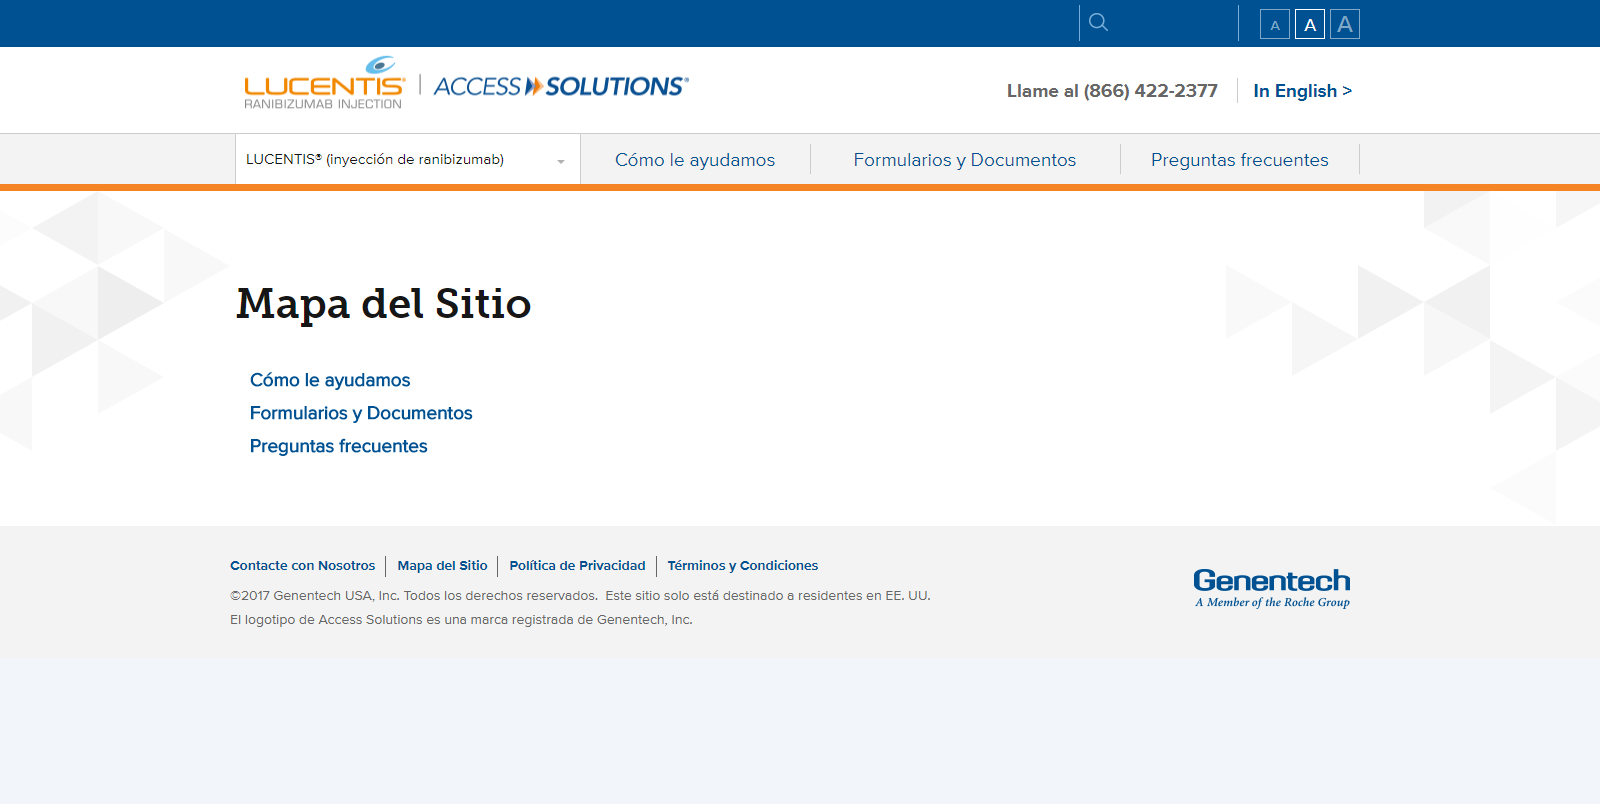 A A A
LUCENTIS® | ACCESS SOLUTIONS®
RANIBIZUMAB INJECTION
Llame al (866) 422-2377
In English >
LUCENTIS® (inyección de ranibizumab)
Cómo le ayudamos
Formularios y Documentos
Preguntas frecuentes
Mapa del Sitio
Cómo le ayudamos
Formularios y Documentos
Preguntas frecuentes
Contacte con Nosotros | Mapa del Sitio | Política de Privacidad | Términos y Condiciones
©2017 Genentech USA, Inc. Todos los derechos reservados.  Este sitio solo está destinado a residentes en EE. UU.
El logotipo de Access Solutions es una marca registrada de Genentech, Inc.
Genentech
A Member of the Roche Group